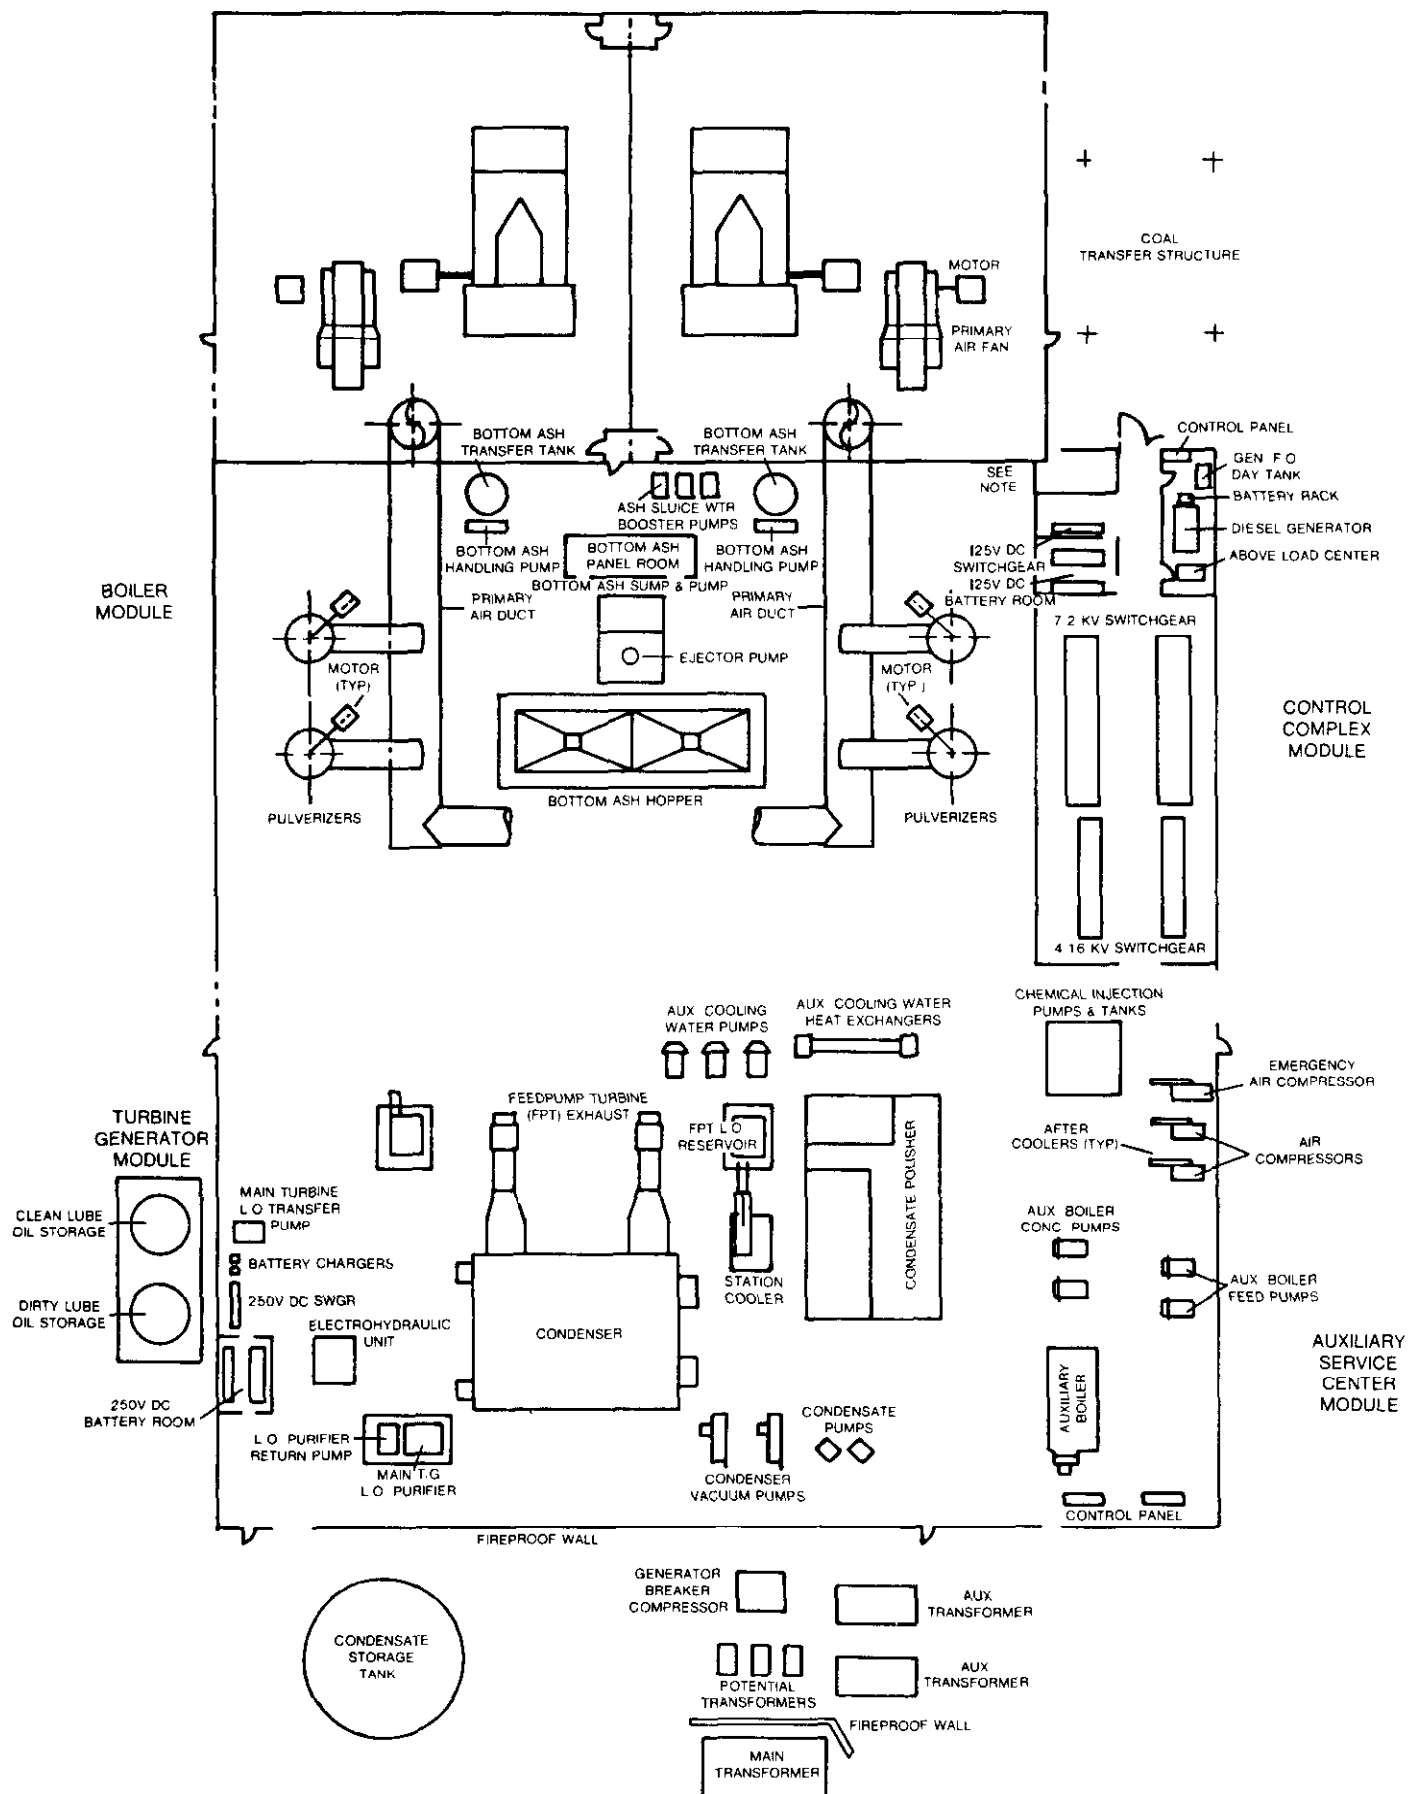 COAL
TRANSFER STRUCTURE
MOTOR
PRIMARY
AIR FAN
BOTTOM ASH
TRANSFER TANK
BOTTOM ASH
TRANSFER TANK
SEE
NOTE
CONTROL PANEL
GEN F O
DAY TANK
BATTERY RACK
DIESEL GENERATOR
ABOVE LOAD CENTER
ASH SLUICE WTR
BOOSTER PUMPS
BOTTOM ASH
HANDLING PUMP
BOTTOM ASH
PANEL ROOM
BOTTOM ASH
HANDLING PUMP
BOTTOM ASH SUMP & PUMP
125V DC
SWITCHGEAR
125V DC
BATTERY ROOM
BOILER
MODULE
PRIMARY
AIR DUCT
PRIMARY
AIR DUCT
7 2 KV SWITCHGEAR
EJECTOR PUMP
MOTOR
(TYP)
MOTOR
(TYP)
CONTROL
COMPLEX
MODULE
BOTTOM ASH HOPPER
PULVERIZERS
PULVERIZERS
4 16 KV SWITCHGEAR
AUX COOLING
WATER PUMPS
AUX COOLING WATER
HEAT EXCHANGERS
CHEMICAL INJECTION
PUMPS & TANKS
EMERGENCY
AIR COMPRESSOR
FEEDPUMP TURBINE
(FPT) EXHAUST
FPT L O
RESERVOIR
CONDENSATE POLISHER
AFTER
COOLERS (TYP)
AIR
COMPRESSORS
TURBINE
GENERATOR
MODULE
CLEAN LUBE
OIL STORAGE
MAIN TURBINE
L O TRANSFER
PUMP
BATTERY CHARGERS
250V DC SWGR
DIRTY LUBE
OIL STORAGE
ELECTROHYDRAULIC
UNIT
CONDENSER
STATION
COOLER
AUX BOILER
CONC PUMPS
AUX BOILER
FEED PUMPS
AUXILIARY
SERVICE
CENTER
MODULE
250V DC
BATTERY ROOM
AUXILIARY
BOILER
L O PURIFIER
RETURN PUMP
MAIN T-G
L O PURIFIER
CONDENSATE
PUMPS
CONDENSER
VACUUM PUMPS
CONTROL PANEL
FIREPROOF WALL
GENERATOR
BREAKER
COMPRESSOR
AUX
TRANSFORMER
CONDENSATE
STORAGE
TANK
AUX
TRANSFORMER
POTENTIAL
TRANSFORMERS
FIREPROOF WALL
MAIN
TRANSFORMER